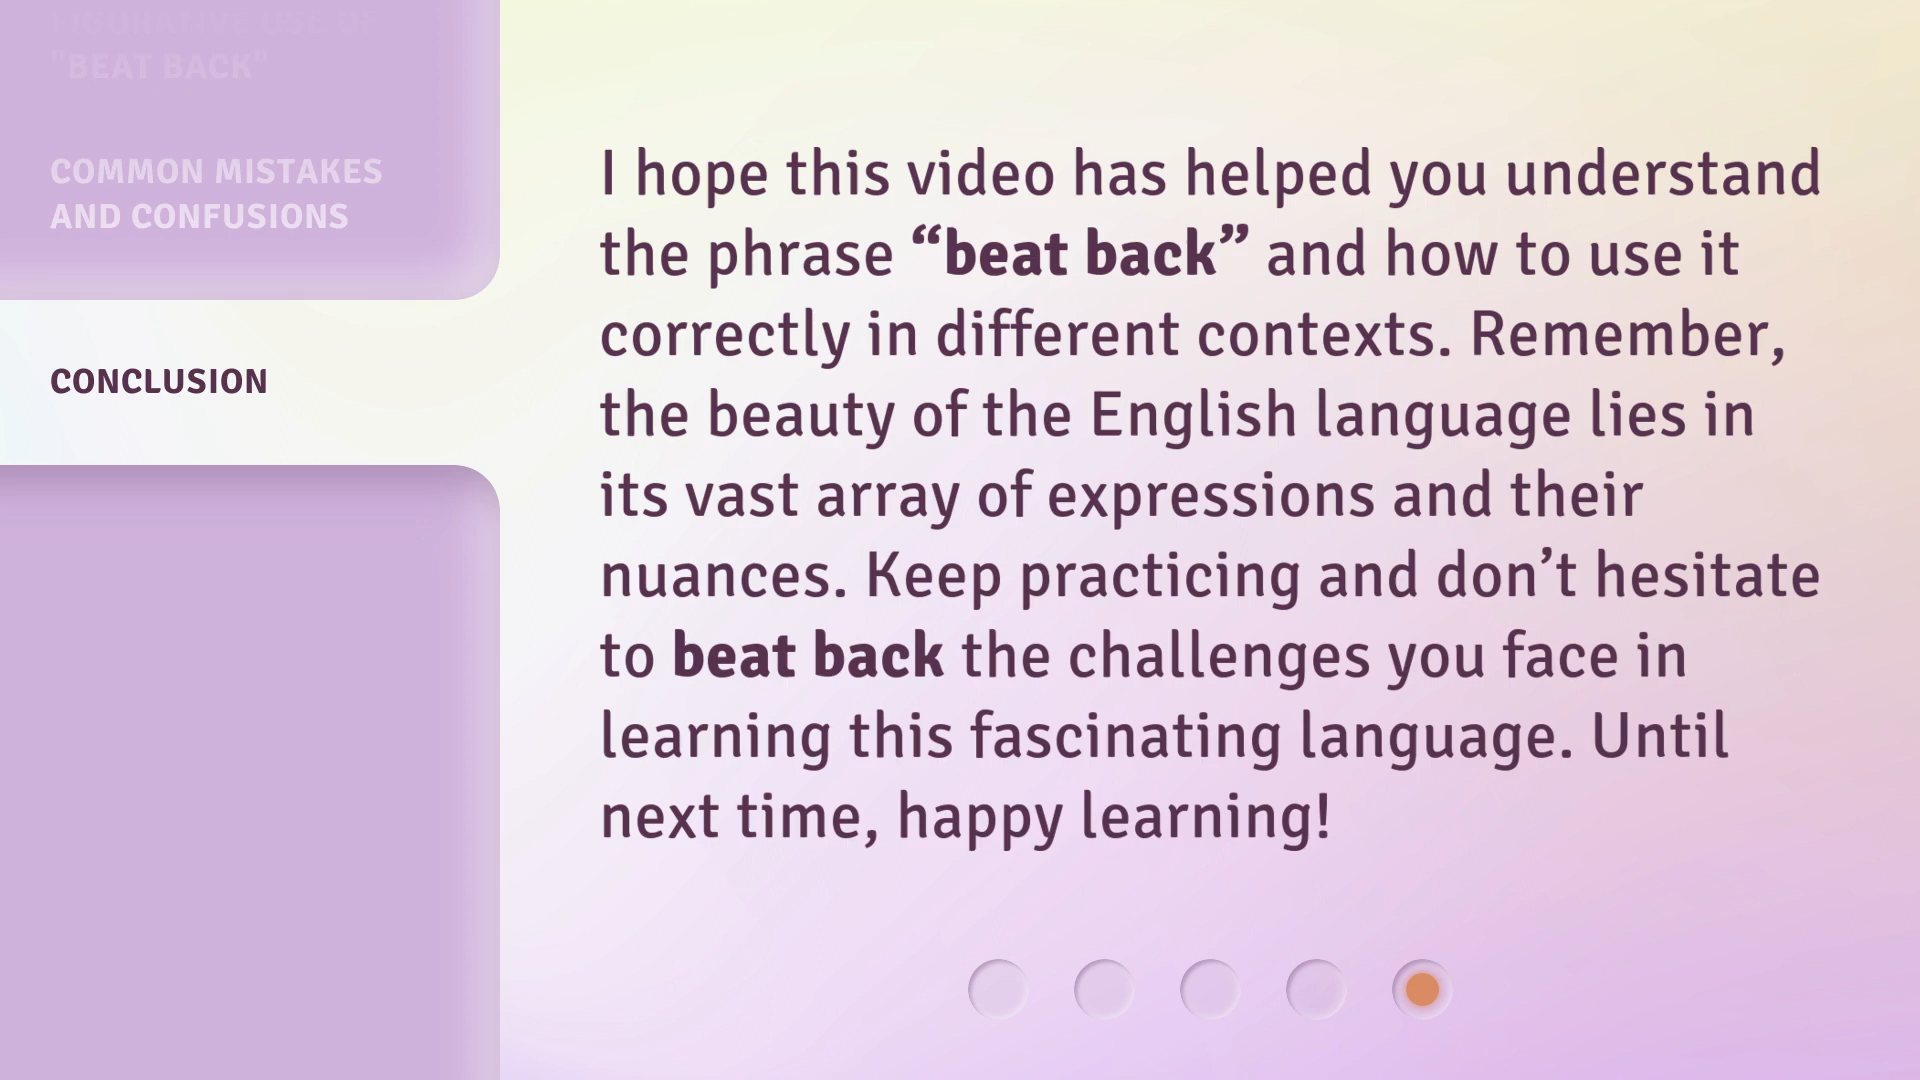 FIGURATIVE USE OF
"BEAT BACK"
COMMON MISTAKES
AND CONFUSIONS
CONCLUSION
I hope this video has helped you understand
the phrase “beat back” and how to use it
correctly in different contexts. Remember,
the beauty of the English language lies in
its vast array of expressions and their
nuances. Keep practicing and don’t hesitate
to beat back the challenges you face in
learning this fascinating language. Until
next time, happy learning!